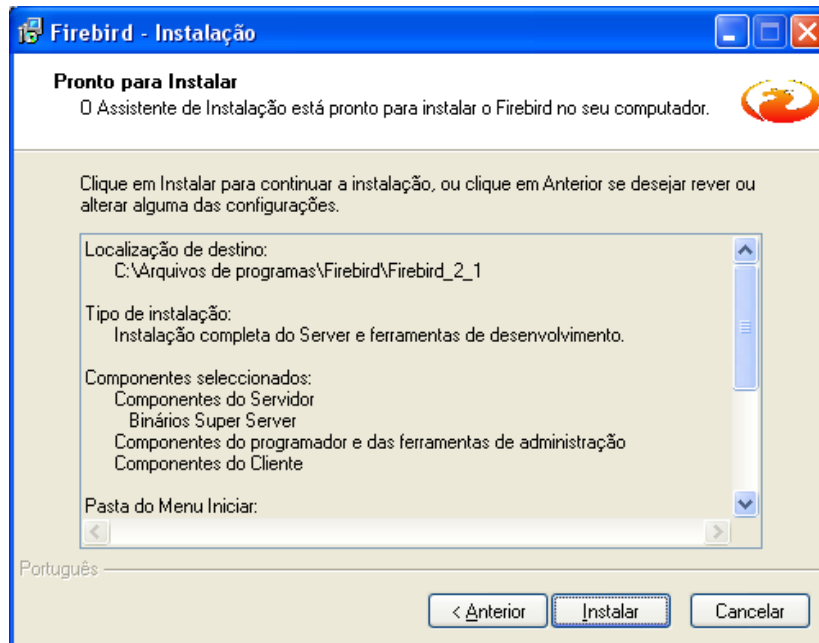 Firebird - Instalação
Pronto para Instalar
O Assistente de Instalação está pronto para instalar o Firebird no seu computador.
Clique em Instalar para continuar a instalação, ou clique em Anterior se desejar rever ou
alterar alguma das configurações.
Localização de destino:
C:\Arquivos de programas\Firebird\Firebird_2_1
Tipo de instalação:
Instalação completa do Server e ferramentas de desenvolvimento.
Componentes seleccionados:
Componentes do Servidor
Binários Super Server
Componentes do programador e das ferramentas de administração
Componentes do Cliente
Pasta do Menu Iniciar:
Português
< Anterior
Instalar
Cancelar